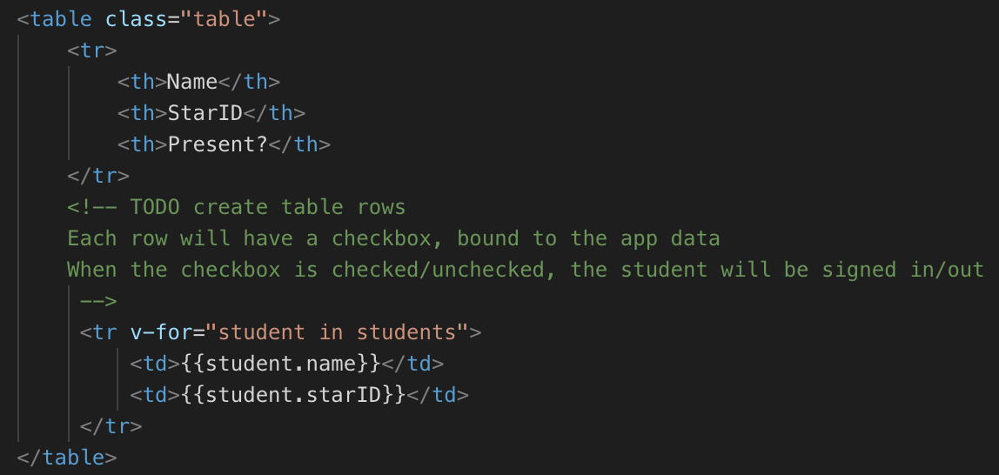 <table class="table">
    <tr>
        <th>Name</th>
        <th>StarID</th>
        <th>Present?</th>
    </tr>
    <!-- TODO create table rows
    Each row will have a checkbox, bound to the app data
    When the checkbox is checked/unchecked, the student will be signed in/out
     -->
     <tr v-for="student in students">
         <td>{{student.name}}</td>
         <td>{{student.starID}}</td>
     </tr>
</table>